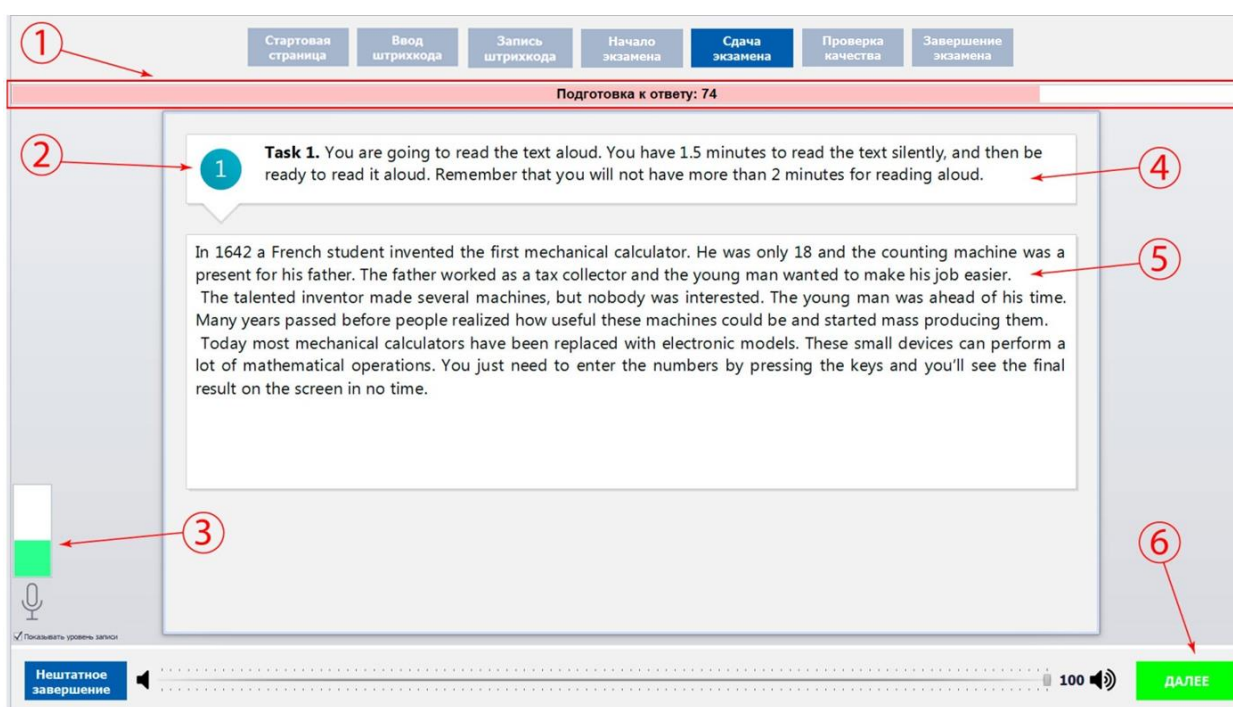 1
Стартовая
страница
Ввод
штрихкода
Запись
штрихкода
Начало
экзамена
Сдача
экзамена
Проверка
качества
Завершение
экзамена
Подготовка к ответу: 74
2
1
Task 1. You are going to read the text aloud. You have 1.5 minutes to read the text silently, and then be
ready to read it aloud. Remember that you will not have more than 2 minutes for reading aloud.
4
In 1642 a French student invented the first mechanical calculator. He was only 18 and the counting machine was a
present for his father. The father worked as a tax collector and the young man wanted to make his job easier.
The talented inventor made several machines, but nobody was interested. The young man was ahead of his time.
Many years passed before people realized how useful these machines could be and started mass producing them.
Today most mechanical calculators have been replaced with electronic models. These small devices can perform a
lot of mathematical operations. You just need to enter the numbers by pressing the keys and you'll see the final
result on the screen in no time.
5
3
6
Показывать уровень записи
Нештатное
завершение
100
ДАЛЕЕ